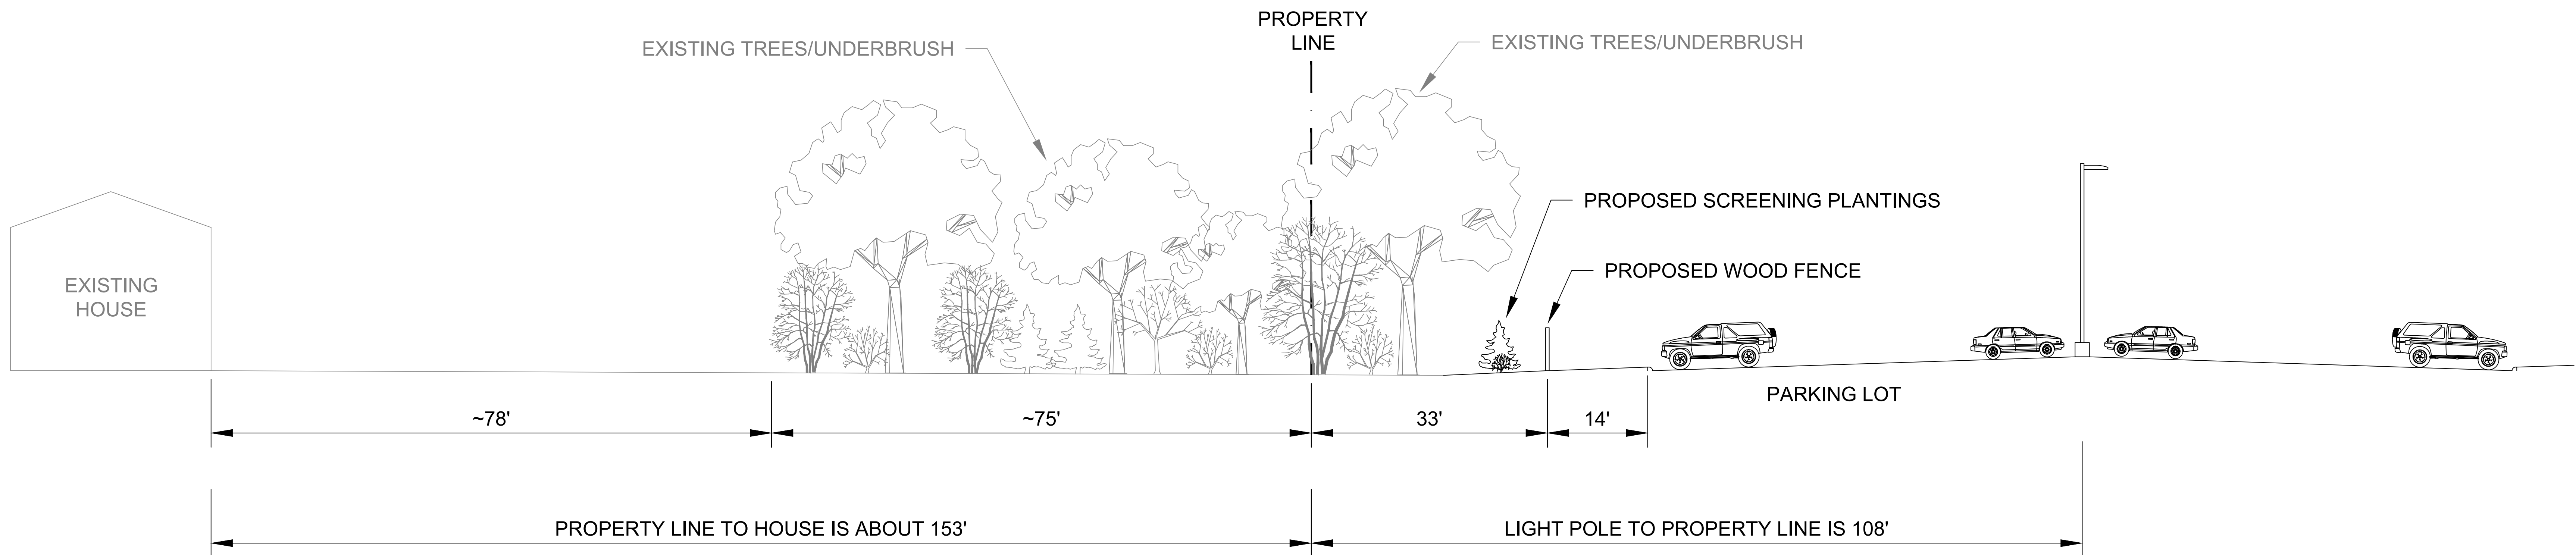 PROPERTY
LINE
EXISTING TREES/UNDERBRUSH
EXISTING TREES/UNDERBRUSH
PROPOSED SCREENING PLANTINGS
PROPOSED WOOD FENCE
EXISTING
HOUSE
PARKING LOT
~78'
~75'
33'
14'
PROPERTY LINE TO HOUSE IS ABOUT 153'
LIGHT POLE TO PROPERTY LINE IS 108'